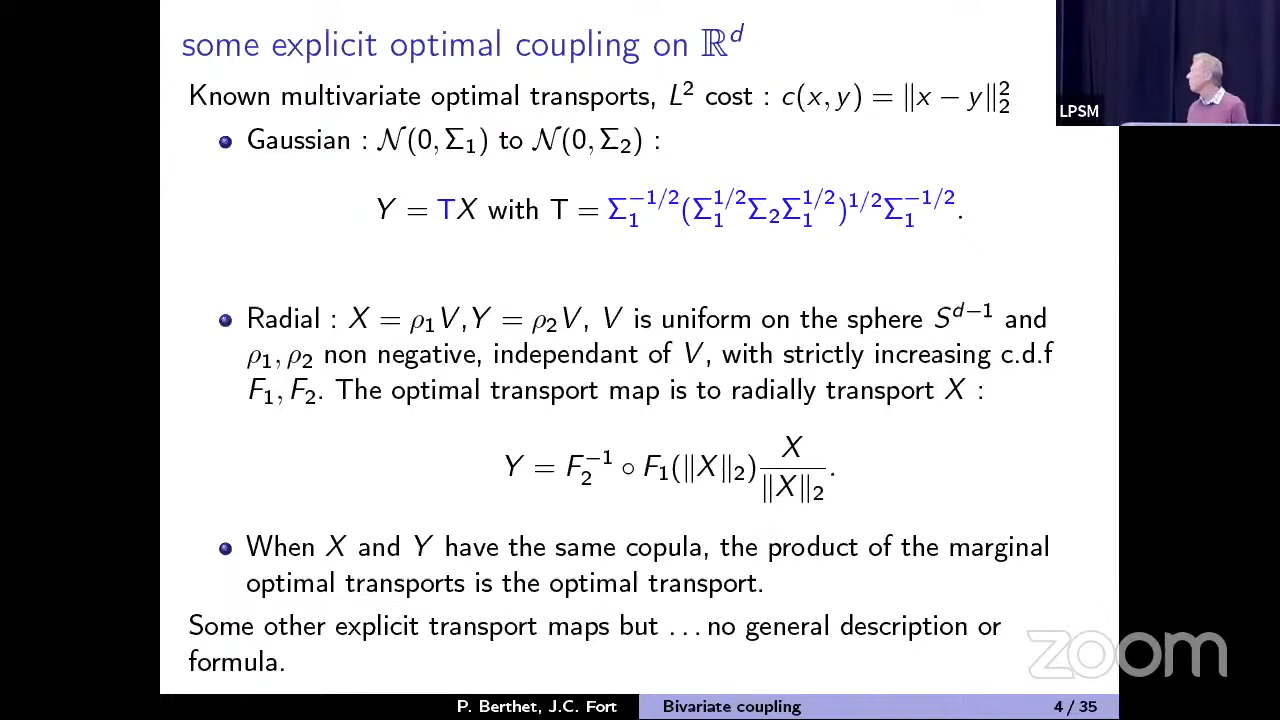 some explicit optimal coupling on ℝ^d
Known multivariate optimal transports, L² cost : c(x, y) = ‖x − y‖₂²
LPSM
Gaussian : 𝒩(0, Σ₁) to 𝒩(0, Σ₂) :
Y = TX with T = Σ₁^{−1/2}(Σ₁^{1/2}Σ₂Σ₁^{1/2})^{1/2}Σ₁^{−1/2}.
Radial : X = ρ₁V, Y = ρ₂V, V is uniform on the sphere S^{d−1} and
ρ₁, ρ₂ non negative, independant of V, with strictly increasing c.d.f
F₁, F₂. The optimal transport map is to radially transport X :
Y = F₂^{−1} ∘ F₁(‖X‖₂) X/‖X‖₂.
When X and Y have the same copula, the product of the marginal
optimal transports is the optimal transport.
Some other explicit transport maps but . . . no general description or
formula.
zoom
P. Berthet, J.C. Fort Bivariate coupling 4 / 35